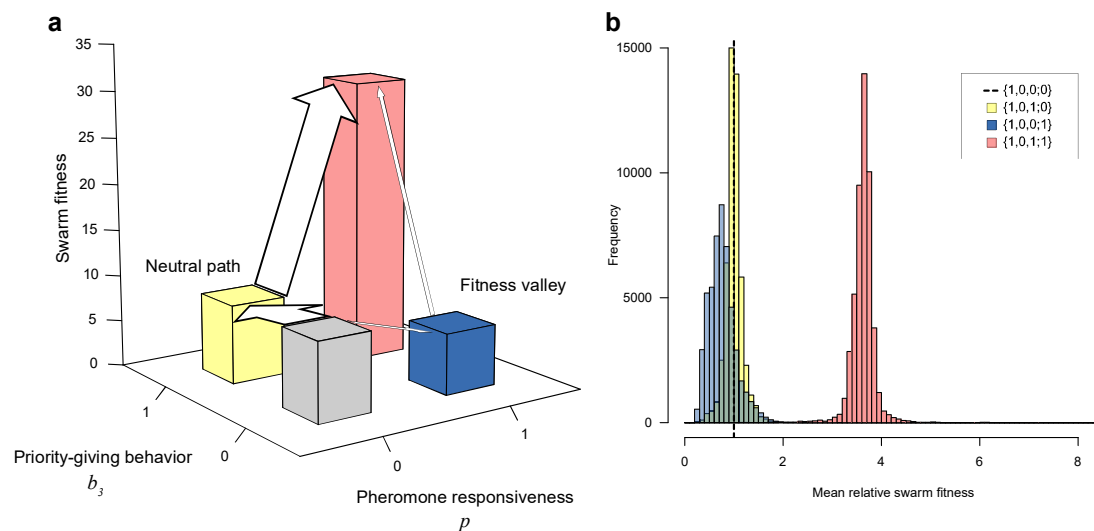 a
35
30
25
20
15
10
5
0
Swarm fitness
Neutral path
Fitness valley
1
0
Priority-giving behavior
b3
0
1
Pheromone responsiveness
p
b
15000
10000
5000
0
Frequency
{1,0,0;0}
{1,0,1;0}
{1,0,0;1}
{1,0,1;1}
0 2 4 6 8
Mean relative swarm fitness